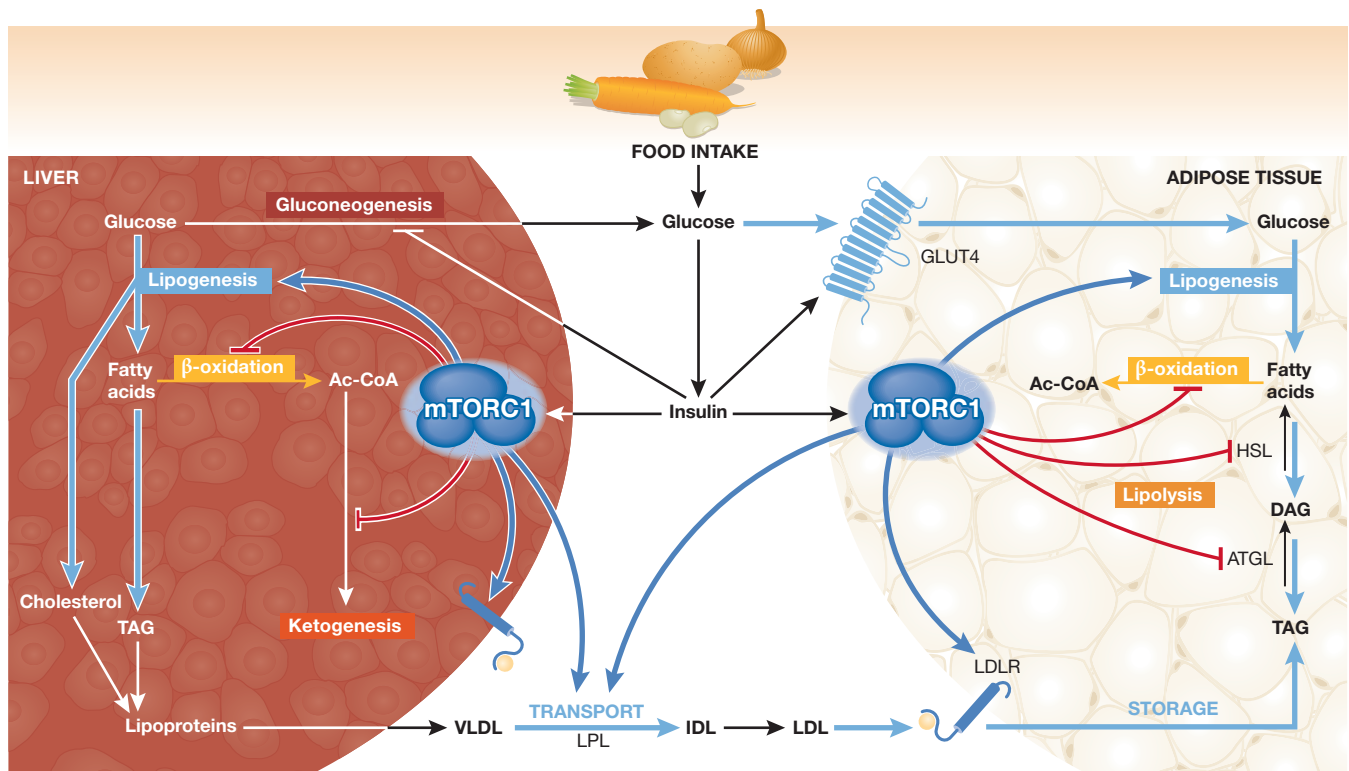 FOOD INTAKE
LIVER
ADIPOSE TISSUE
Gluconeogenesis
Glucose
Glucose
Glucose
GLUT4
Lipogenesis
Lipogenesis
β-oxidation
Fatty
acids
Ac-CoA
mTORC1
Insulin
mTORC1
Ac-CoA
β-oxidation
Fatty
acids
HSL
Lipolysis
DAG
ATGL
Cholesterol
TAG
Ketogenesis
TAG
LDLR
Lipoproteins
VLDL
TRANSPORT
LPL
IDL
LDL
STORAGE